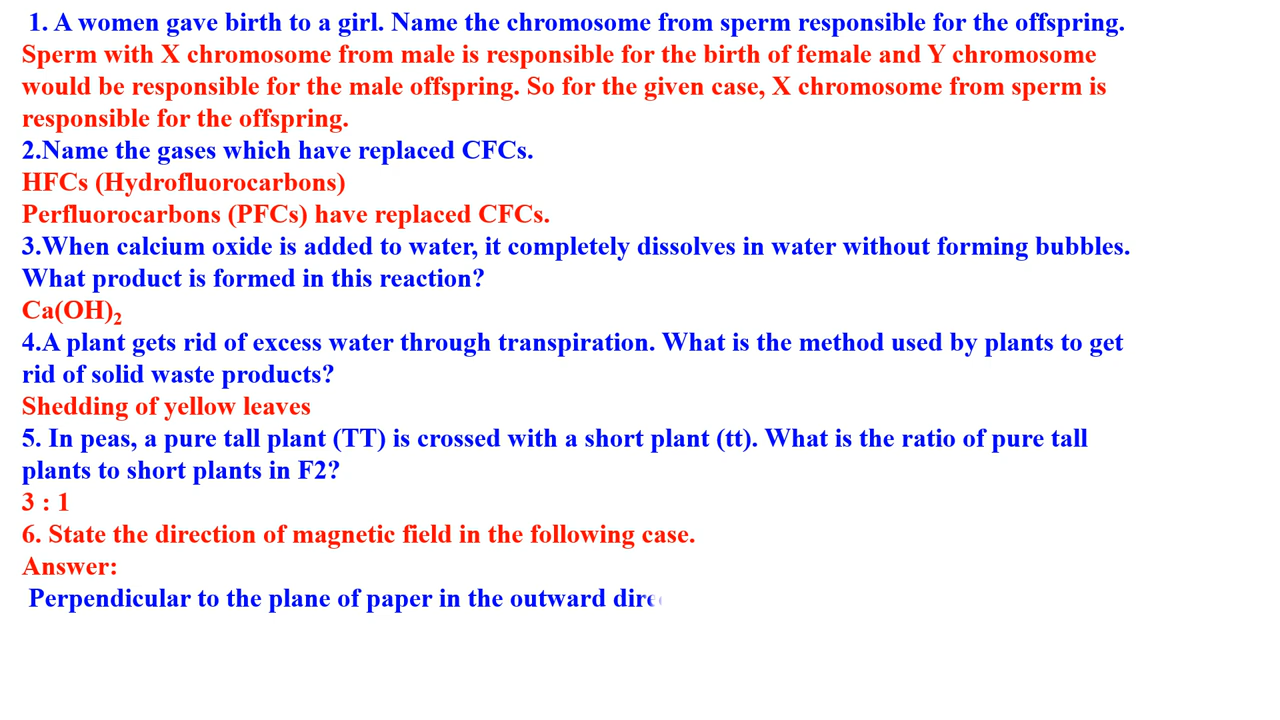 1. A women gave birth to a girl. Name the chromosome from sperm responsible for the offspring.
Sperm with X chromosome from male is responsible for the birth of female and Y chromosome
would be responsible for the male offspring. So for the given case, X chromosome from sperm is
responsible for the offspring.
2.Name the gases which have replaced CFCs.
HFCs (Hydrofluorocarbons)
Perfluorocarbons (PFCs) have replaced CFCs.
3.When calcium oxide is added to water, it completely dissolves in water without forming bubbles.
What product is formed in this reaction?
Ca(OH)₂
4.A plant gets rid of excess water through transpiration. What is the method used by plants to get
rid of solid waste products?
Shedding of yellow leaves
5. In peas, a pure tall plant (TT) is crossed with a short plant (tt). What is the ratio of pure tall
plants to short plants in F2?
3 : 1
6. State the direction of magnetic field in the following case.
Answer:
Perpendicular to the plane of paper in the outward